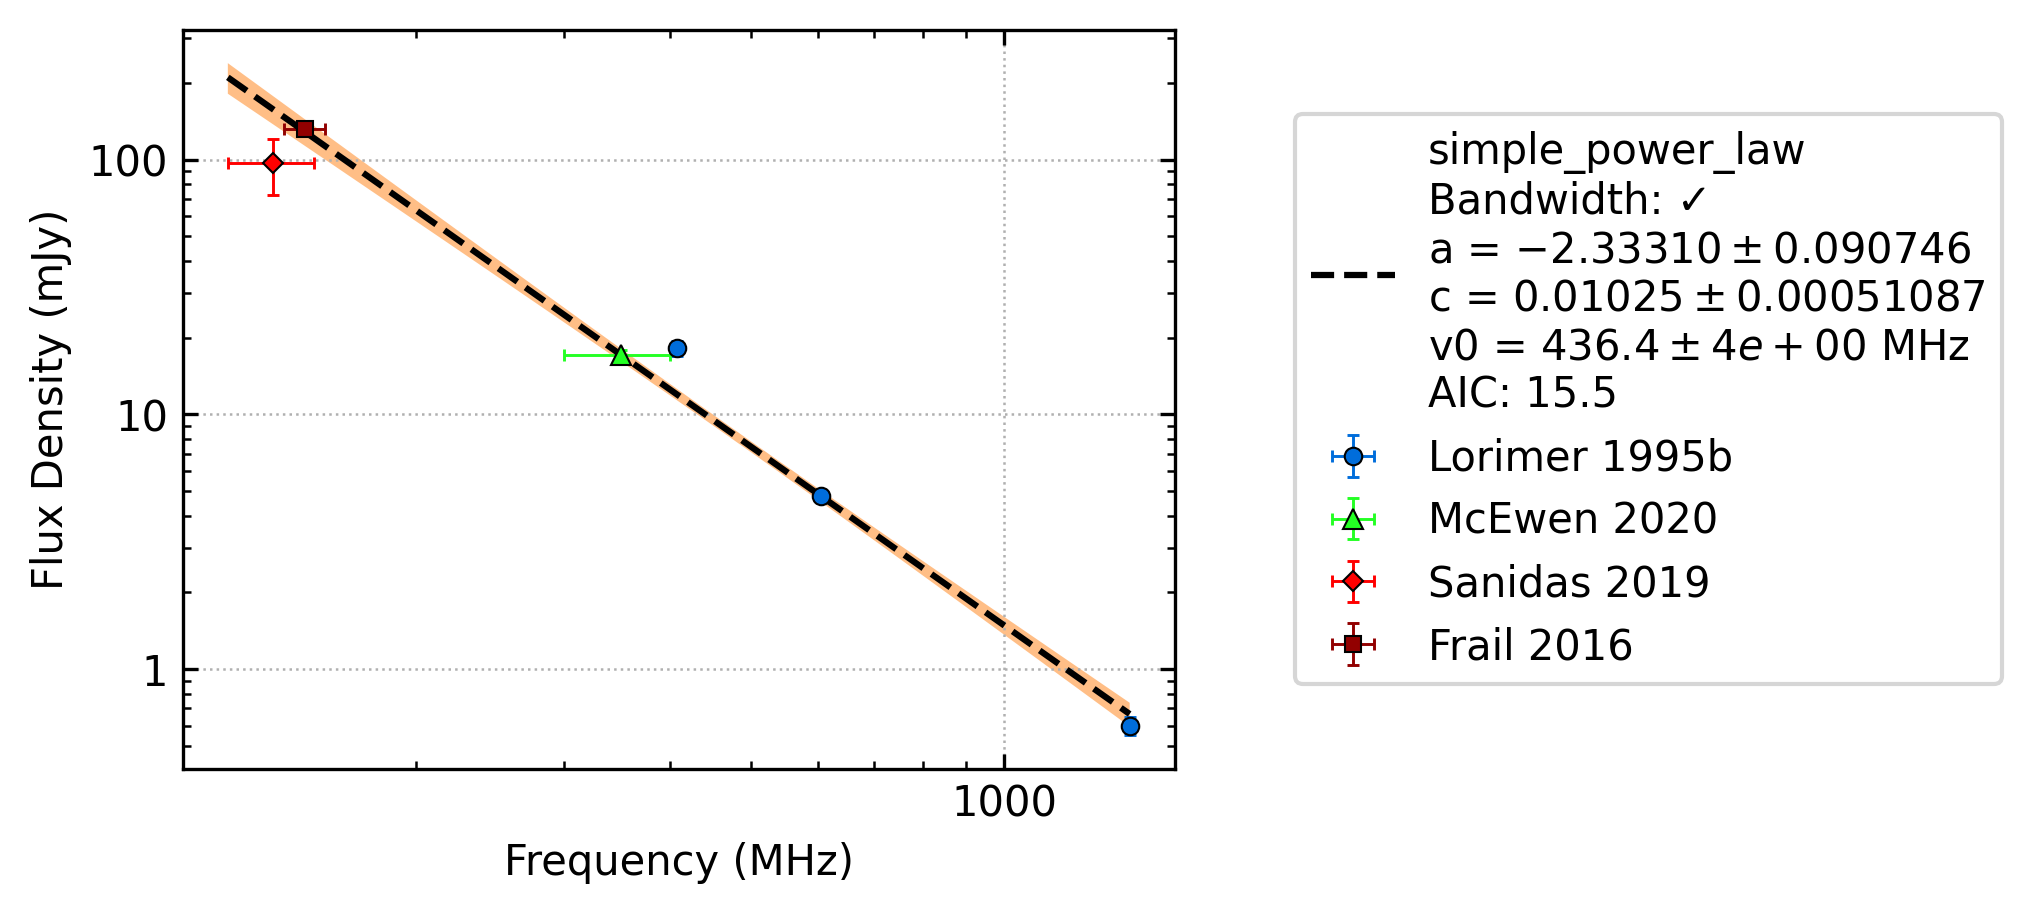 100
10
1
Flux Density (mJy)
1000
Frequency (MHz)
simple_power_law
Bandwidth: ✓
a = −2.33310 ± 0.090746
c = 0.01025 ± 0.00051087
v0 = 436.4 ± 4e + 00 MHz
AIC: 15.5
Lorimer 1995b
McEwen 2020
Sanidas 2019
Frail 2016